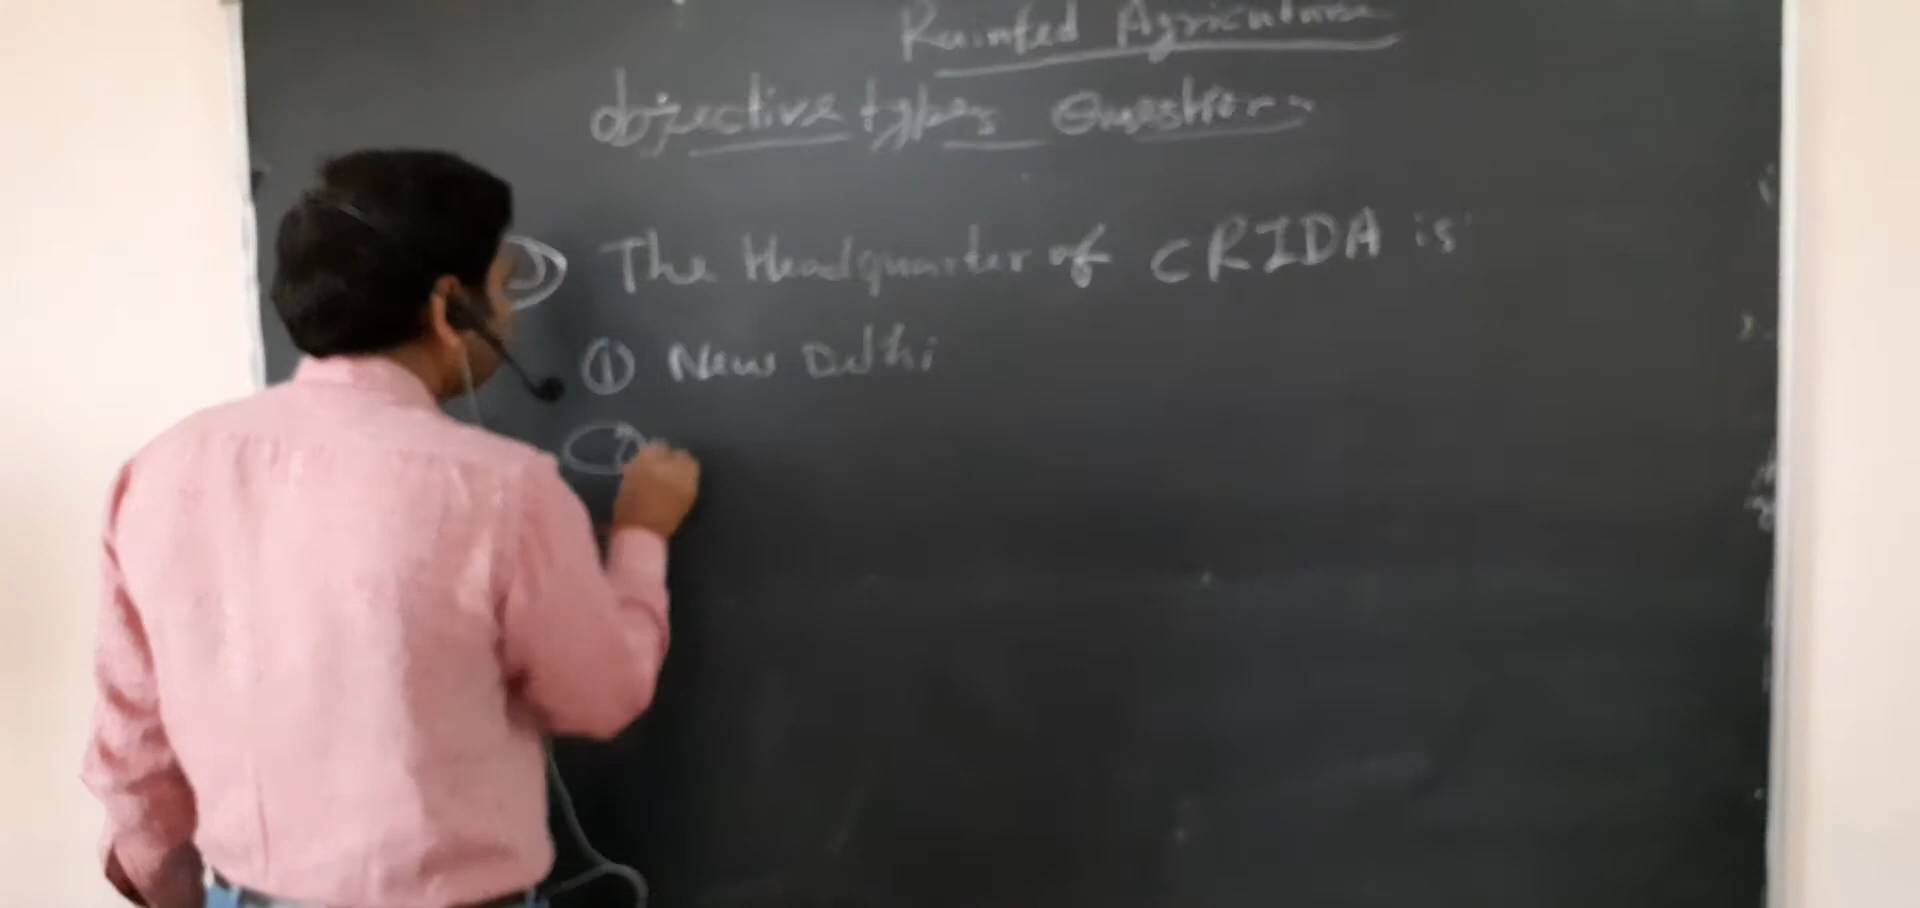 Rainfed Agriculture
Objective types Questions
The Headquarter of CRIDA is
① New Delhi